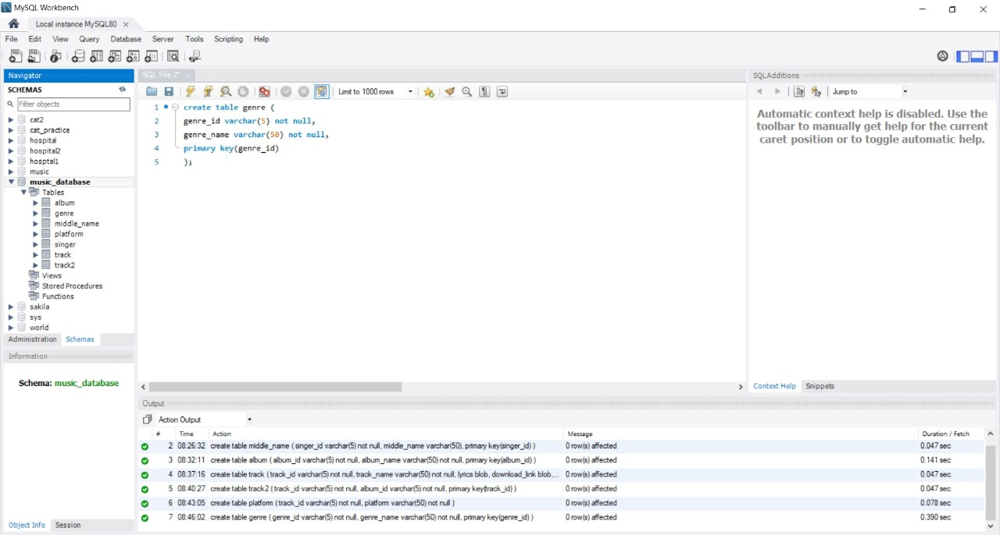 MySQL Workbench
Local instance MySQL80
File Edit View Query Database Server Tools Scripting Help
Navigator
SCHEMAS
Filter objects
cat2
cat_practice
hospital
hospital2
hosptal1
music
music_database
Tables
album
genre
middle_name
platform
singer
track
track2
Views
Stored Procedures
Functions
sakila
sys
world
Administration Schemas
Information
Schema: music_database
Object Info Session
SQL File 2*
Limit to 1000 rows
1 create table genre (
2 genre_id varchar(5) not null,
3 genre_name varchar(50) not null,
4 primary key(genre_id)
5 );
SQLAdditions
Jump to
Automatic context help is disabled. Use the
toolbar to manually get help for the current
caret position or to toggle automatic help.
Context Help Snippets
Output
Action Output
# Time Action Message Duration / Fetch
2 08:26:32 create table middle_name ( singer_id varchar(5) not null, middle_name varchar(50), primary key(singer_id) ) 0 row(s) affected 0.047 sec
3 08:32:11 create table album ( album_id varchar(5) not null, album_name varchar(50) not null, primary key(album_id) ) 0 row(s) affected 0.141 sec
4 08:37:16 create table track ( track_id varchar(5) not null, track_name varchar(50) not null, lyrics blob, download_link blob,... 0 row(s) affected 0.047 sec
5 08:40:27 create table track2 ( track_id varchar(5) not null, album_id varchar(5) not null, primary key(track_id) ) 0 row(s) affected 0.047 sec
6 08:43:05 create table platform ( track_id varchar(5) not null, platform varchar(50) not null ) 0 row(s) affected 0.078 sec
7 08:46:02 create table genre ( genre_id varchar(5) not null, genre_name varchar(50) not null, primary key(genre_id) ) 0 row(s) affected 0.390 sec